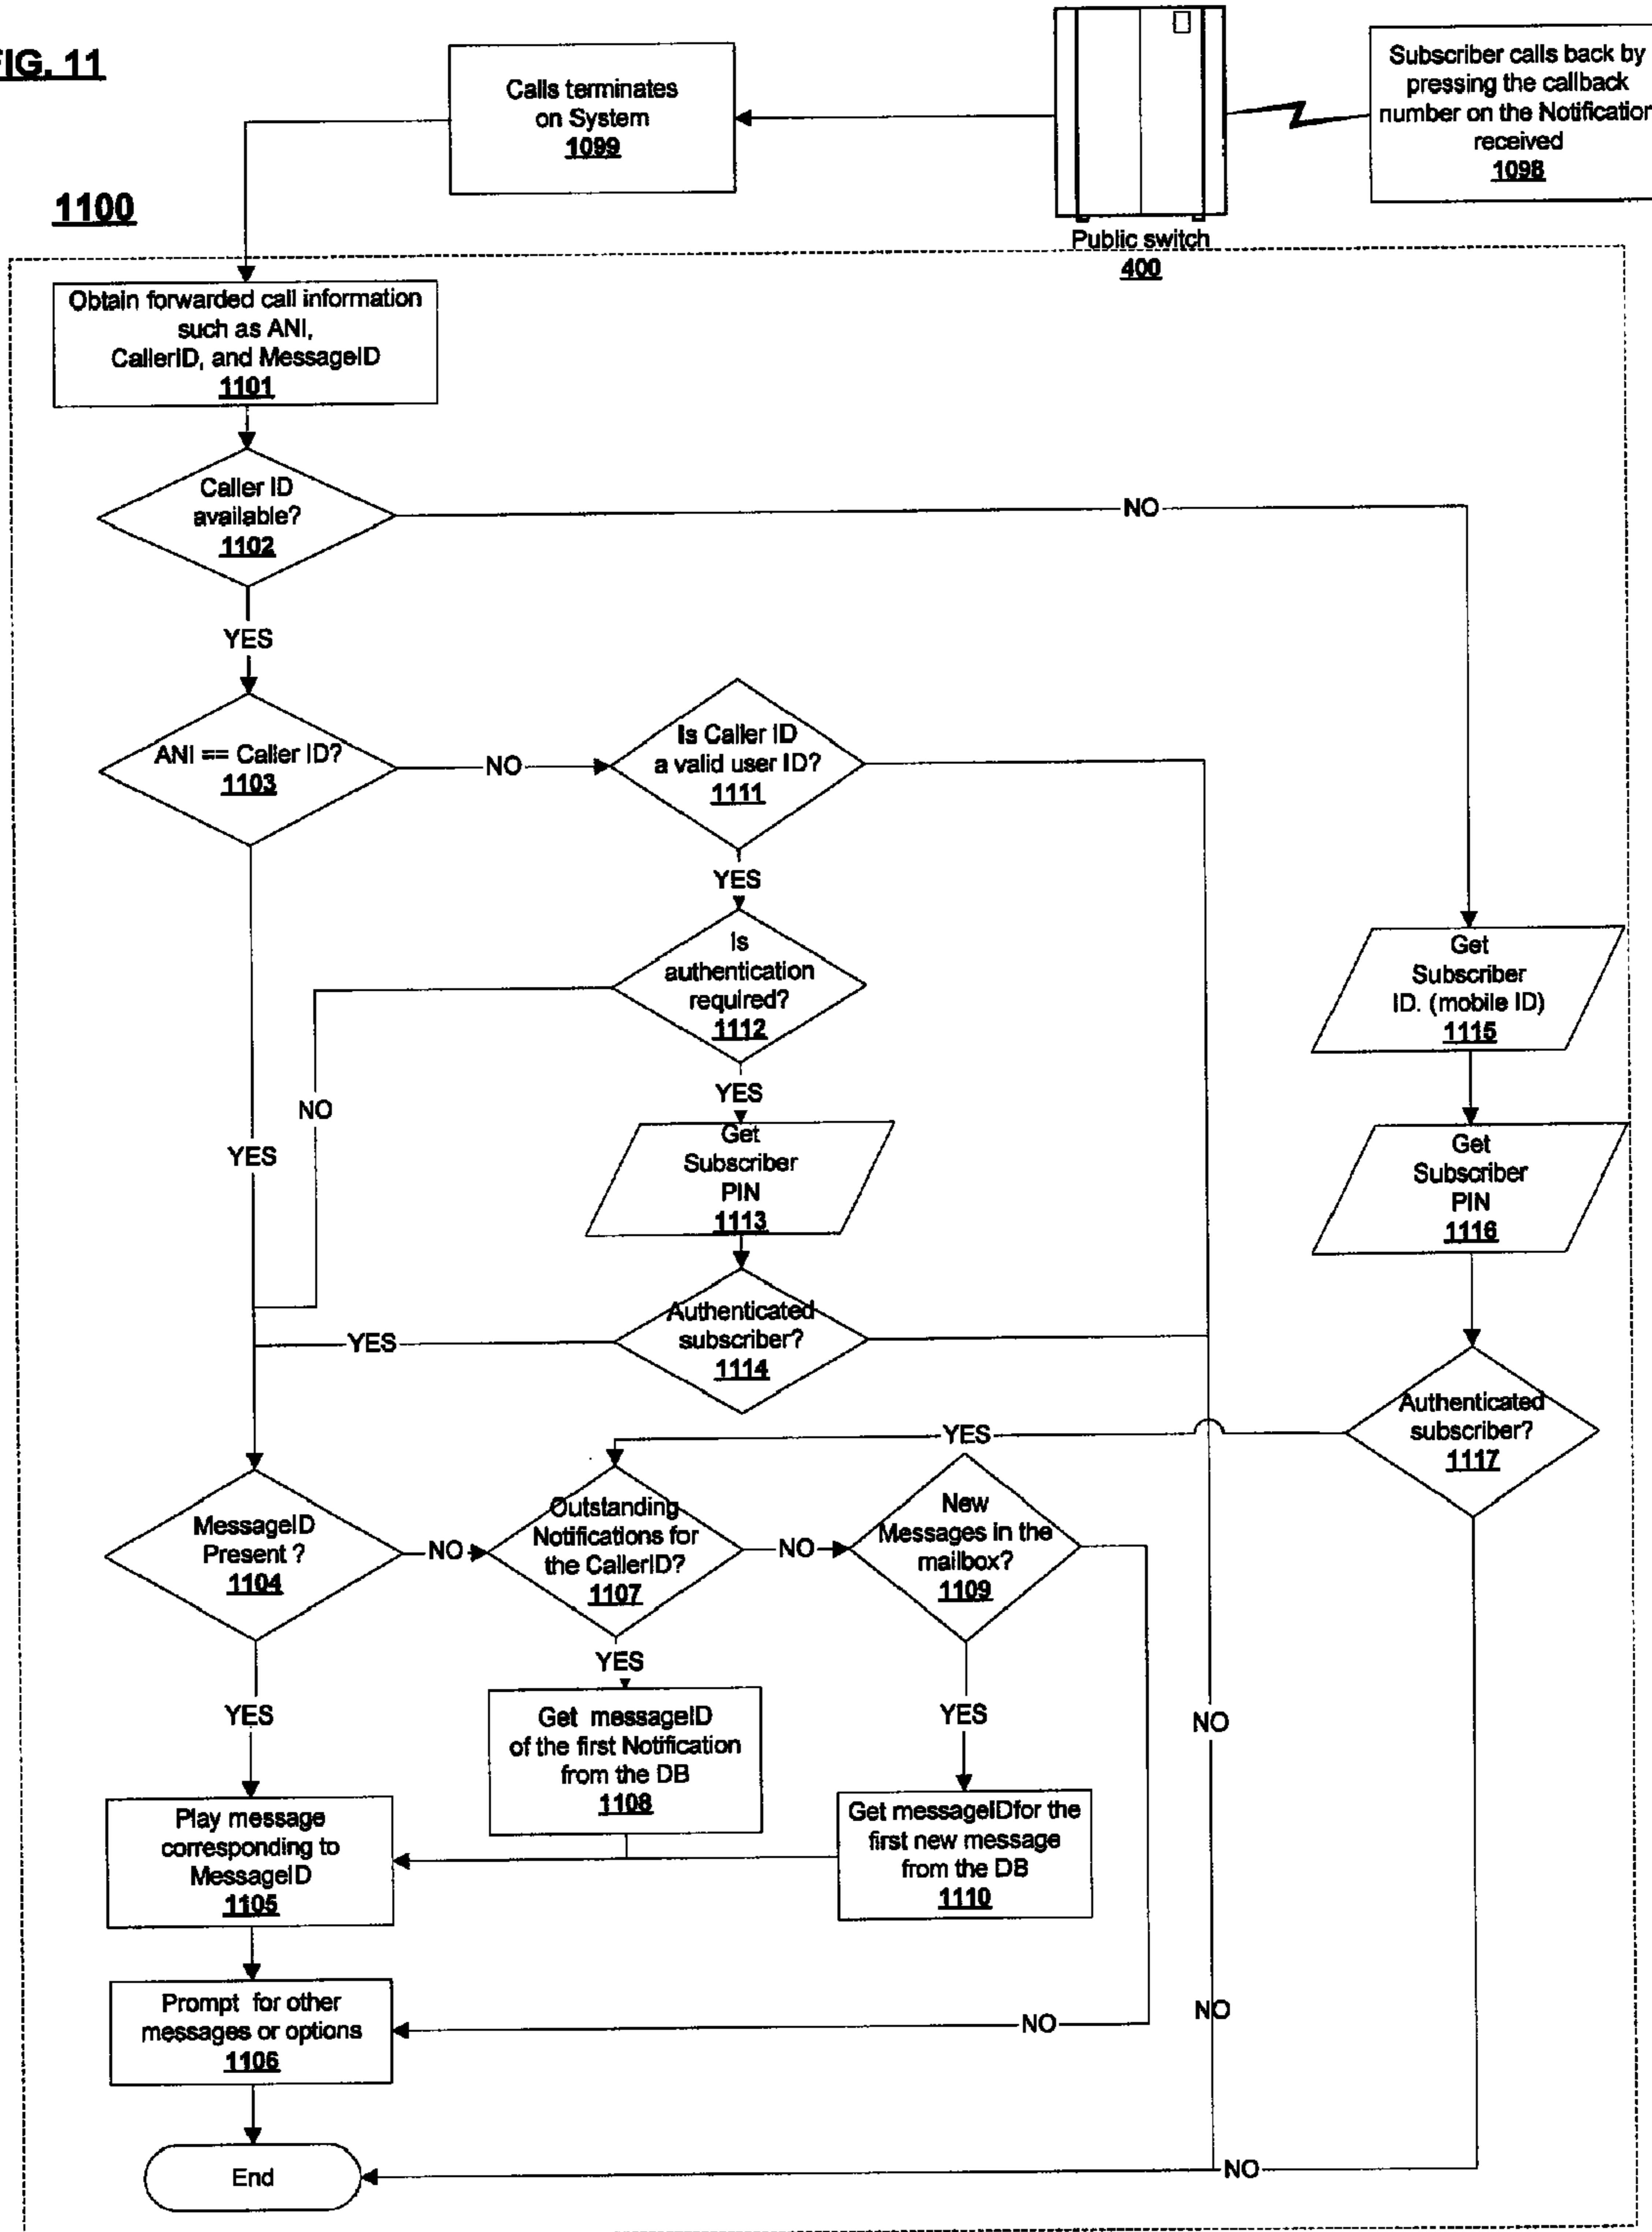 FIG. 11
Calls terminates
on System
1099
Subscriber calls back by
pressing the callback
number on the Notification
received
1098
1100
Public switch
400
Obtain forwarded call information
such as ANI,
CallerID, and MessageID
1101
Caller ID
available?
1102
NO
YES
ANI == Caller ID?
1103
NO
Is Caller ID
a valid user ID?
1111
YES
Is
authentication
required?
1112
Get
Subscriber
ID. (mobile ID)
1115
YES
NO
YES
Get
Subscriber
PIN
1113
Get
Subscriber
PIN
1116
Authenticated
subscriber?
1114
YES
Authenticated
subscriber?
1117
YES
MessageID
Present ?
1104
NO
Outstanding
Notifications for
the CallerID?
1107
NO
New
Messages in the
mailbox?
1109
YES
YES
YES
NO
Get messageID
of the first Notification
from the DB
1108
Play message
corresponding to
MessageID
1105
Get messageIDfor the
first new message
from the DB
1110
Prompt for other
messages or options
1106
NO
NO
End
NO